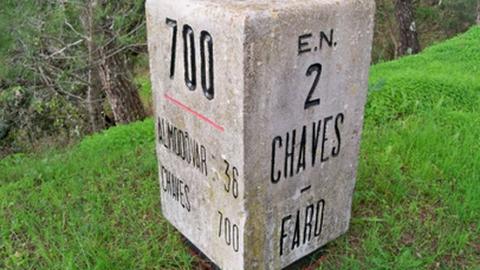 700
ALMODÔVAR 36
CHAVES 700
E.N.
2
CHAVES
-
FARO